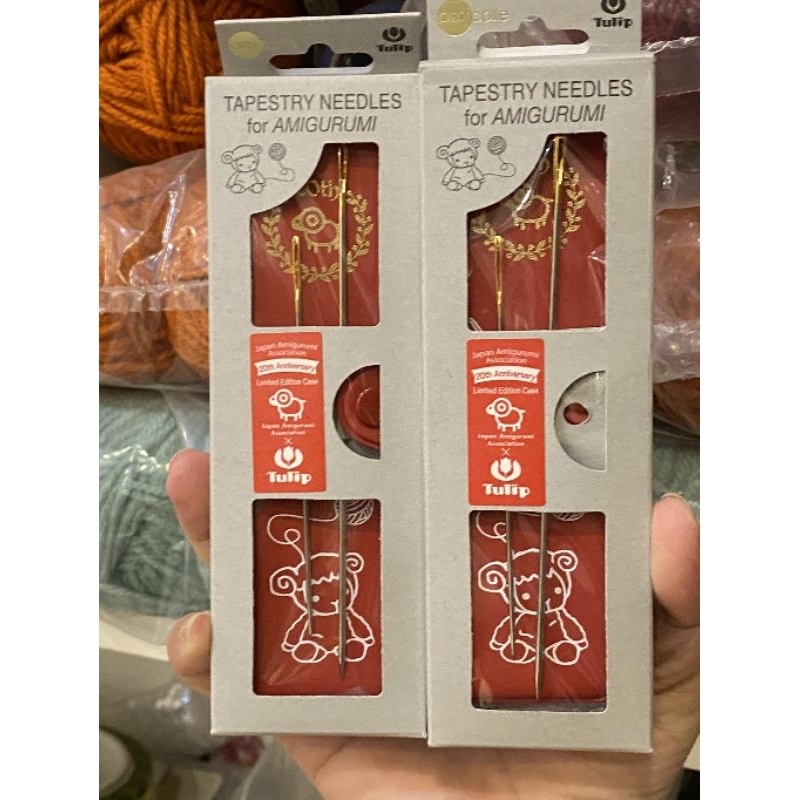 Tulip
TAPESTRY NEEDLES
for AMIGURUMI
Japan Amigurumi
Association
20th Anniversary
Limited Edition Case
Japan Amigurumi
Association
×
Tulip
amicolle
Tulip
TAPESTRY NEEDLES
for AMIGURUMI
Japan Amigurumi
Association
20th Anniversary
Limited Edition Case
Japan Amigurumi
Association
×
Tulip